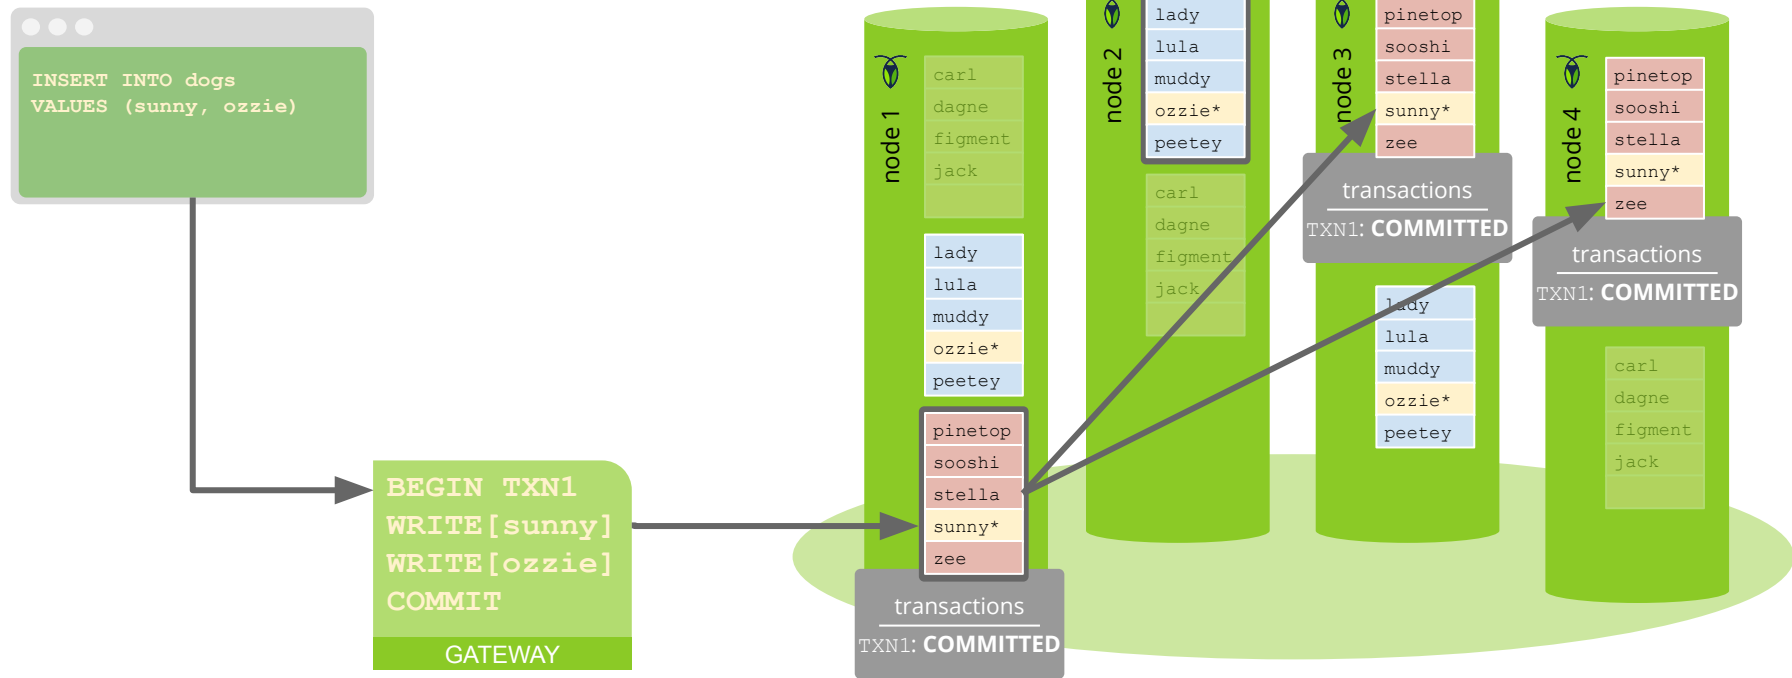 INSERT INTO dogs
VALUES (sunny, ozzie)
BEGIN TXN1
WRITE[sunny]
WRITE[ozzie]
COMMIT
GATEWAY
node 1
carl
dagne
figment
jack
lady
lula
muddy
ozzie*
peetey
pinetop
sooshi
stella
sunny*
zee
transactions
TXN1: COMMITTED
node 2
lady
lula
muddy
ozzie*
peetey
carl
dagne
figment
jack
node 3
pinetop
sooshi
stella
sunny*
zee
transactions
TXN1: COMMITTED
lady
lula
muddy
ozzie*
peetey
node 4
pinetop
sooshi
stella
sunny*
zee
transactions
TXN1: COMMITTED
carl
dagne
figment
jack